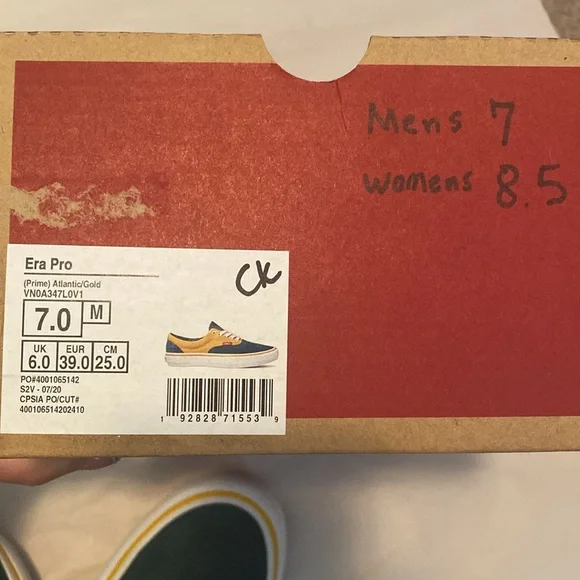 Mens 7
Womens 8.5
Era Pro
CK
(Prime) Atlantic/Gold
VN0A347L0V1
7.0 M
UK EUR CM
6.0 39.0 25.0
PO#4001065142
S2V - 07/20
CPSIA PO/CUT#
400106514202410
1 92828 71553 9